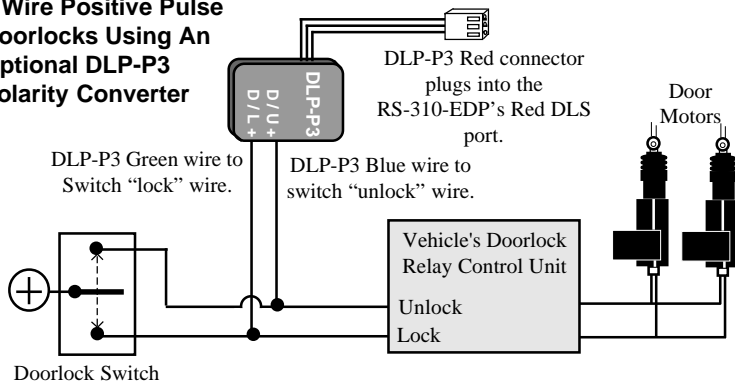 Wire Positive Pulse
oorlocks Using An
ptional DLP-P3
olarity Converter
DLP-P3
D / U +
D / L +
DLP-P3 Red connector
plugs into the
RS-310-EDP's Red DLS
port.
Door
Motors
DLP-P3 Green wire to
Switch “lock” wire.
DLP-P3 Blue wire to
switch “unlock” wire.
Vehicle's Doorlock
Relay Control Unit
Unlock
Lock
Doorlock Switch